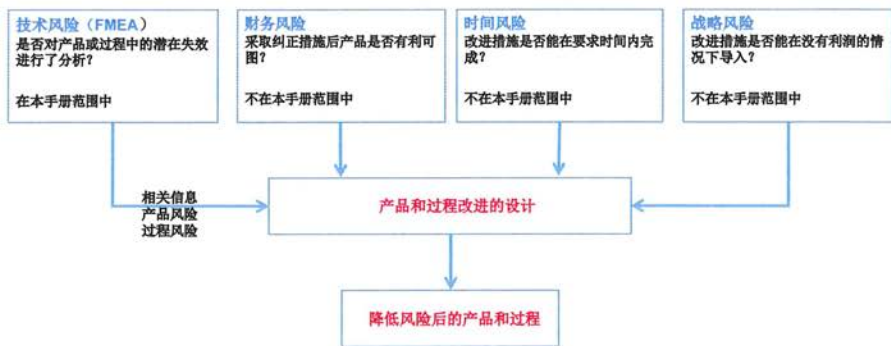 技术风险（FMEA）
是否对产品或过程中的潜在失效
进行了分析？
在本手册范围中
财务风险
采取纠正措施后产品是否有利可
图？
不在本手册范围中
时间风险
改进措施是否能在要求时间内完
成？
不在本手册范围中
战略风险
改进措施是否能在没有利润的情
况下导入？
不在本手册范围中
相关信息
产品风险
过程风险
产品和过程改进的设计
降低风险后的产品和过程